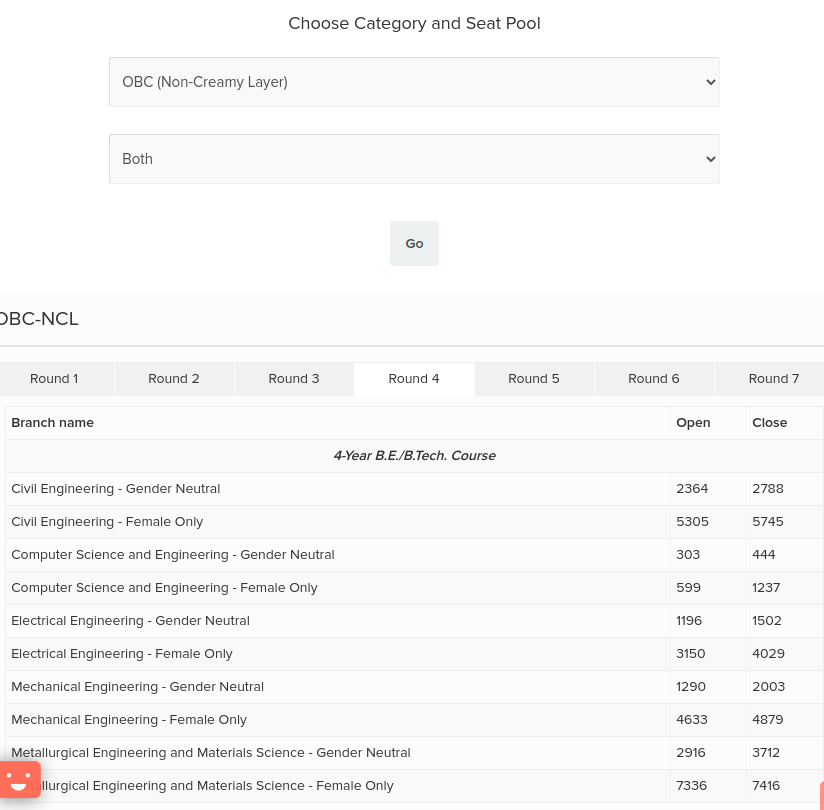 Choose Category and Seat Pool
OBC (Non-Creamy Layer)
Both
Go
OBC-NCL
Round 1 Round 2 Round 3 Round 4 Round 5 Round 6 Round 7
Branch name Open Close
4-Year B.E./B.Tech. Course
Civil Engineering - Gender Neutral 2364 2788
Civil Engineering - Female Only 5305 5745
Computer Science and Engineering - Gender Neutral 303 444
Computer Science and Engineering - Female Only 599 1237
Electrical Engineering - Gender Neutral 1196 1502
Electrical Engineering - Female Only 3150 4029
Mechanical Engineering - Gender Neutral 1290 2003
Mechanical Engineering - Female Only 4633 4879
Metallurgical Engineering and Materials Science - Gender Neutral 2916 3712
Metallurgical Engineering and Materials Science - Female Only 7336 7416